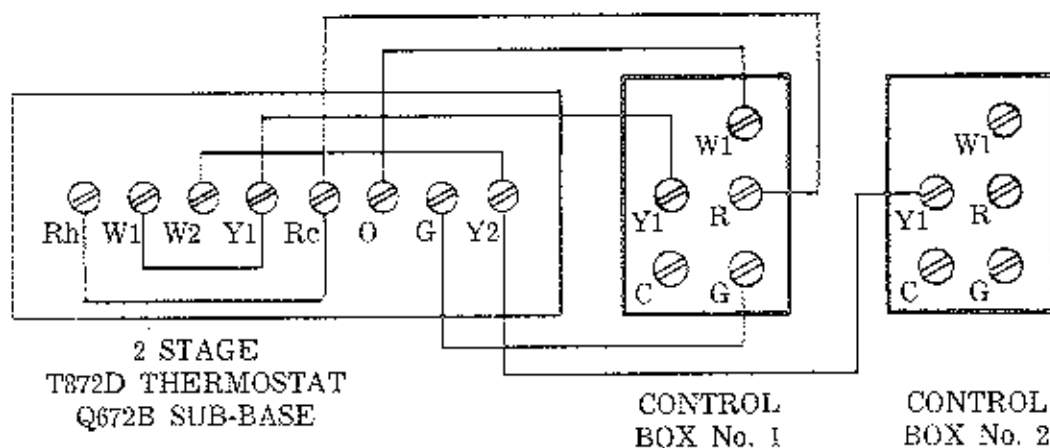 Rh W1 W2 Y1 Rc O G Y2
W1
Y1 R
C G
W1
Y1 R
C G
2 STAGE
T872D THERMOSTAT
Q672B SUB-BASE
CONTROL
BOX No. 1
CONTROL
BOX No. 2